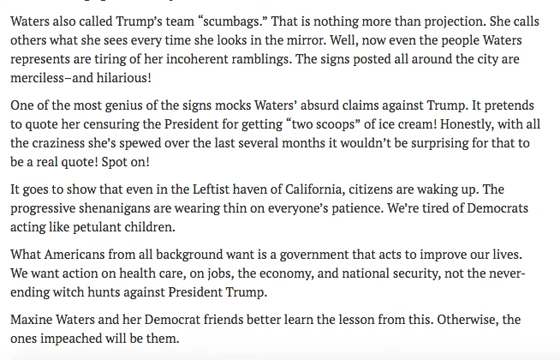 Waters also called Trump's team “scumbags.” That is nothing more than projection. She calls
others what she sees every time she looks in the mirror. Well, now even the people Waters
represents are tiring of her incoherent ramblings. The signs posted all around the city are
merciless–and hilarious!
One of the most genius of the signs mocks Waters’ absurd claims against Trump. It pretends
to quote her censuring the President for getting “two scoops” of ice cream! Honestly, with all
the craziness she’s spewed over the last several months it wouldn’t be surprising for that to
be a real quote! Spot on!
It goes to show that even in the Leftist haven of California, citizens are waking up. The
progressive shenanigans are wearing thin on everyone’s patience. We’re tired of Democrats
acting like petulant children.
What Americans from all background want is a government that acts to improve our lives.
We want action on health care, on jobs, the economy, and national security, not the never-
ending witch hunts against President Trump.
Maxine Waters and her Democrat friends better learn the lesson from this. Otherwise, the
ones impeached will be them.